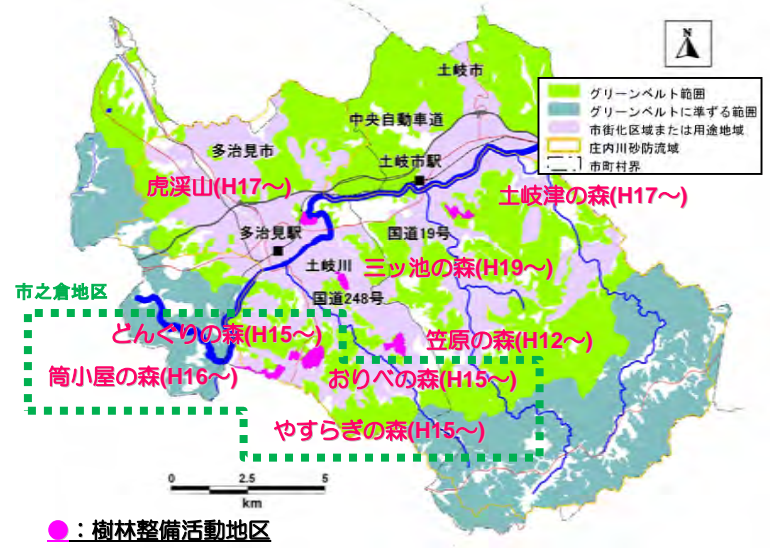 N
土岐市
グリーンベルト範囲
グリーンベルトに準ずる範囲
市街化区域または用途地域
庄内川砂防流域
市町村界
中央自動車道
多治見市
土岐市駅
虎渓山(H17～)
土岐津の森(H17～)
多治見駅
国道19号
土岐川
三ッ池の森(H19～)
市之倉地区
国道248号
どんぐりの森(H15～)
笠原の森(H12～)
筒小屋の森(H16～)
おりべの森(H15～)
やすらぎの森(H15～)
0 2.5 5
km
：樹林整備活動地区